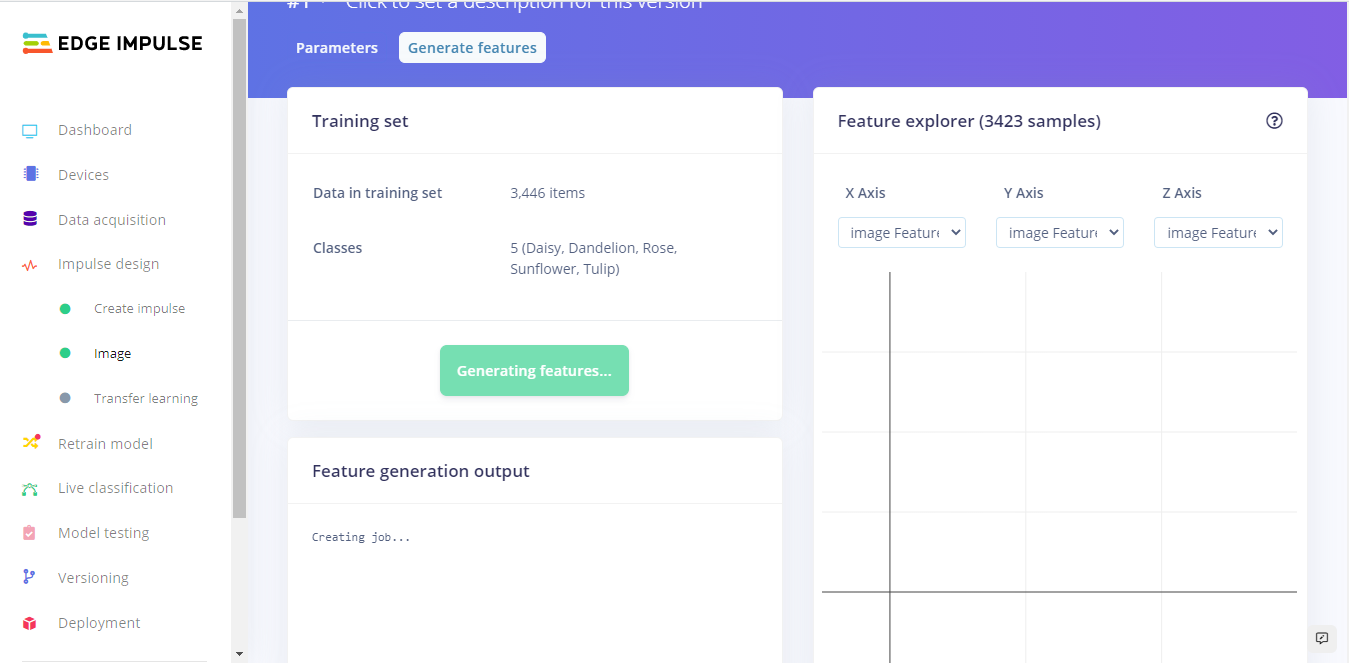 #1 Click to set a description for this version
EDGE IMPULSE
Parameters
Generate features
Dashboard
Devices
Data acquisition
Impulse design
Create impulse
Image
Transfer learning
Retrain model
Live classification
Model testing
Versioning
Deployment
Training set
Data in training set 3,446 items
Classes 5 (Daisy, Dandelion, Rose,
Sunflower, Tulip)
Generating features...
Feature generation output
Creating job...
Feature explorer (3423 samples)
X Axis Y Axis Z Axis
image Feature image Feature image Feature